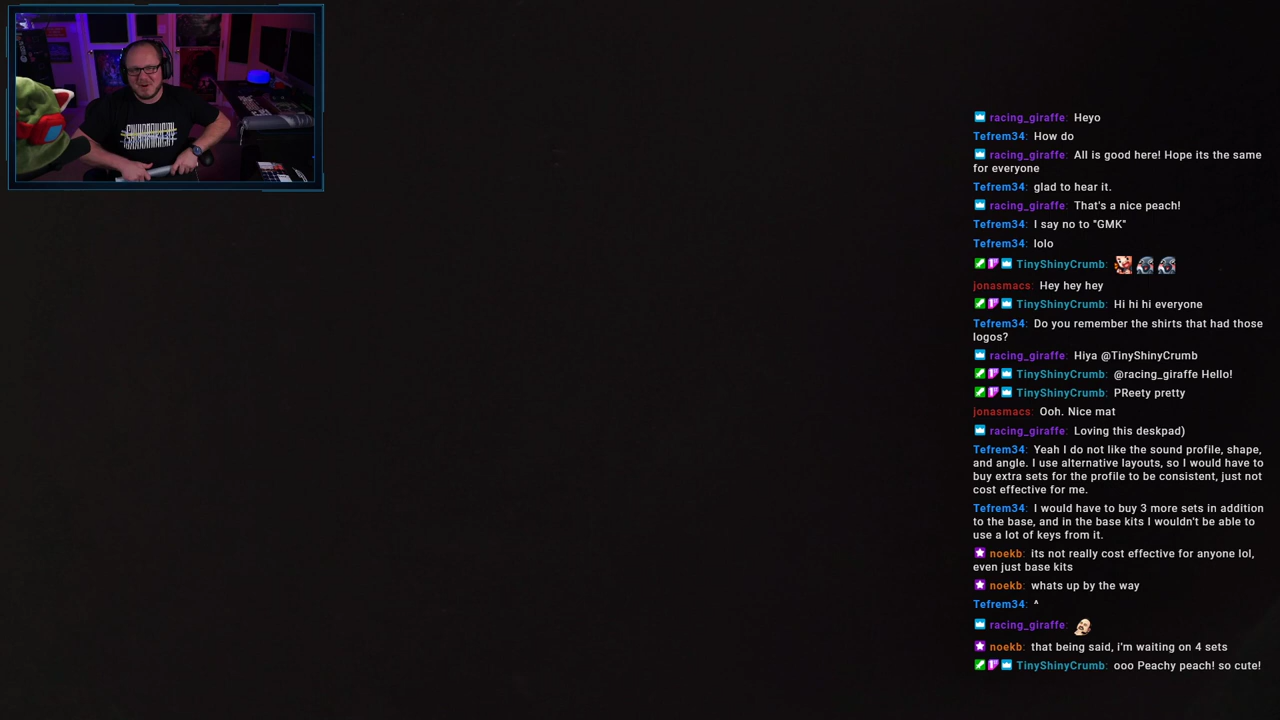 racing_giraffe: Heyo
Tefrem34: How do
racing_giraffe: All is good here! Hope its the same
for everyone
Tefrem34: glad to hear it.
racing_giraffe: That's a nice peach!
Tefrem34: I say no to "GMK"
Tefrem34: lolo
TinyShinyCrumb:
jonasmacs: Hey hey hey
TinyShinyCrumb: Hi hi hi everyone
Tefrem34: Do you remember the shirts that had those
logos?
racing_giraffe: Hiya @TinyShinyCrumb
TinyShinyCrumb: @racing_giraffe Hello!
TinyShinyCrumb: PReety pretty
jonasmacs: Ooh. Nice mat
racing_giraffe: Loving this deskpad)
Tefrem34: Yeah I do not like the sound profile, shape,
and angle. I use alternative layouts, so I would have to
buy extra sets for the profile to be consistent, just not
cost effective for me.
Tefrem34: I would have to buy 3 more sets in addition
to the base, and in the base kits I wouldn't be able to
use a lot of keys from it.
noekb: its not really cost effective for anyone lol,
even just base kits
noekb: whats up by the way
Tefrem34: ^
racing_giraffe:
noekb: that being said, i'm waiting on 4 sets
TinyShinyCrumb: ooo Peachy peach! so cute!